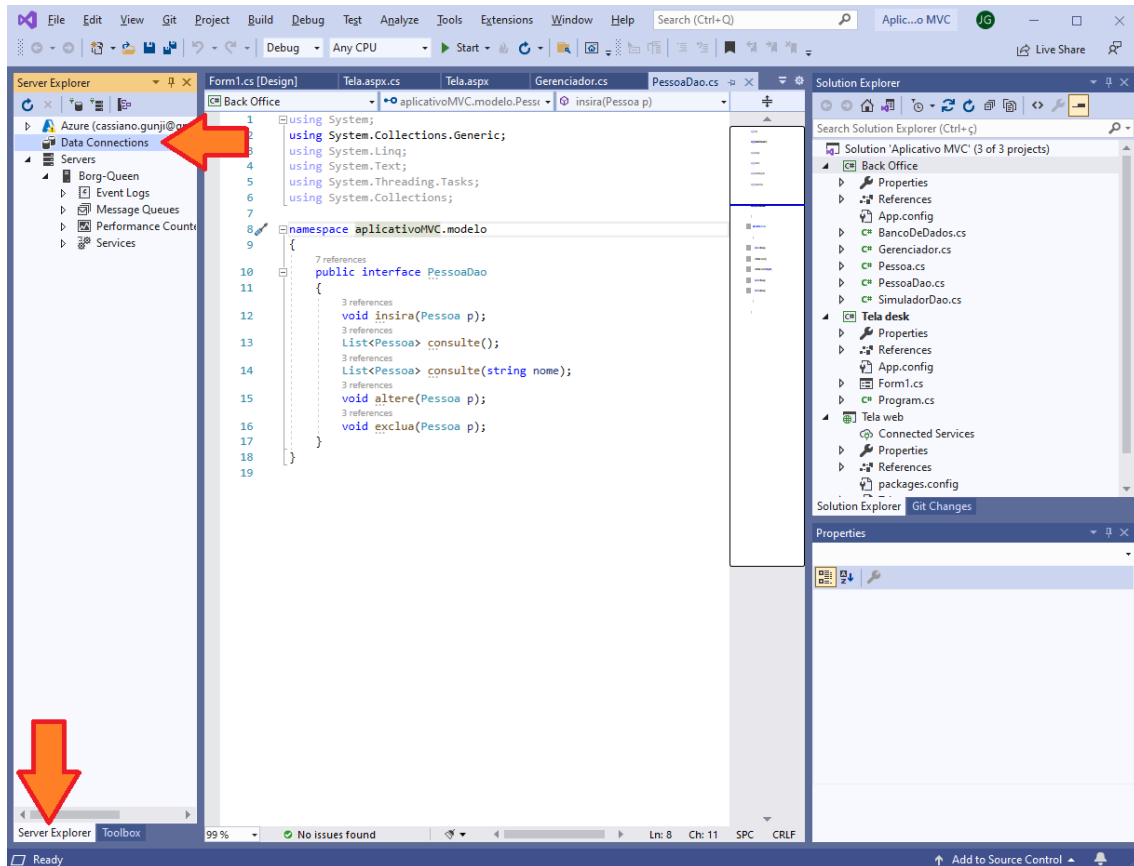 File Edit View Git Project Build Debug Test Analyze Tools Extensions Window Help Search (Ctrl+Q) Aplic...o MVC JG
Debug Any CPU Start Live Share
Server Explorer
Azure (cassiano.gunji@
Data Connections
Servers
Borg-Queen
Event Logs
Message Queues
Performance Counte
Services
Server Explorer Toolbox
Form1.cs [Design] Tela.aspx.cs Tela.aspx Gerenciador.cs PessoaDao.cs
C# Back Office aplicativoMVC.modelo.Pess insira(Pessoa p)
1 using System;
using System.Collections.Generic;
3 using System.Linq;
4 using System.Text;
5 using System.Threading.Tasks;
6 using System.Collections;
7
8 namespace aplicativoMVC.modelo
9 {
7 references
10 public interface PessoaDao
11 {
3 references
12 void insira(Pessoa p);
3 references
13 List<Pessoa> consulte();
3 references
14 List<Pessoa> consulte(string nome);
3 references
15 void altere(Pessoa p);
3 references
16 void exclua(Pessoa p);
17 }
18 }
19
99 % No issues found Ln: 8 Ch: 11 SPC CRLF
Solution Explorer
Search Solution Explorer (Ctrl+ç)
Solution 'Aplicativo MVC' (3 of 3 projects)
C# Back Office
Properties
References
App.config
C# BancoDeDados.cs
C# Gerenciador.cs
C# Pessoa.cs
C# PessoaDao.cs
C# SimuladorDao.cs
C# Tela desk
Properties
References
App.config
Form1.cs
C# Program.cs
Tela web
Connected Services
Properties
References
packages.config
Solution Explorer Git Changes
Properties
Ready Add to Source Control